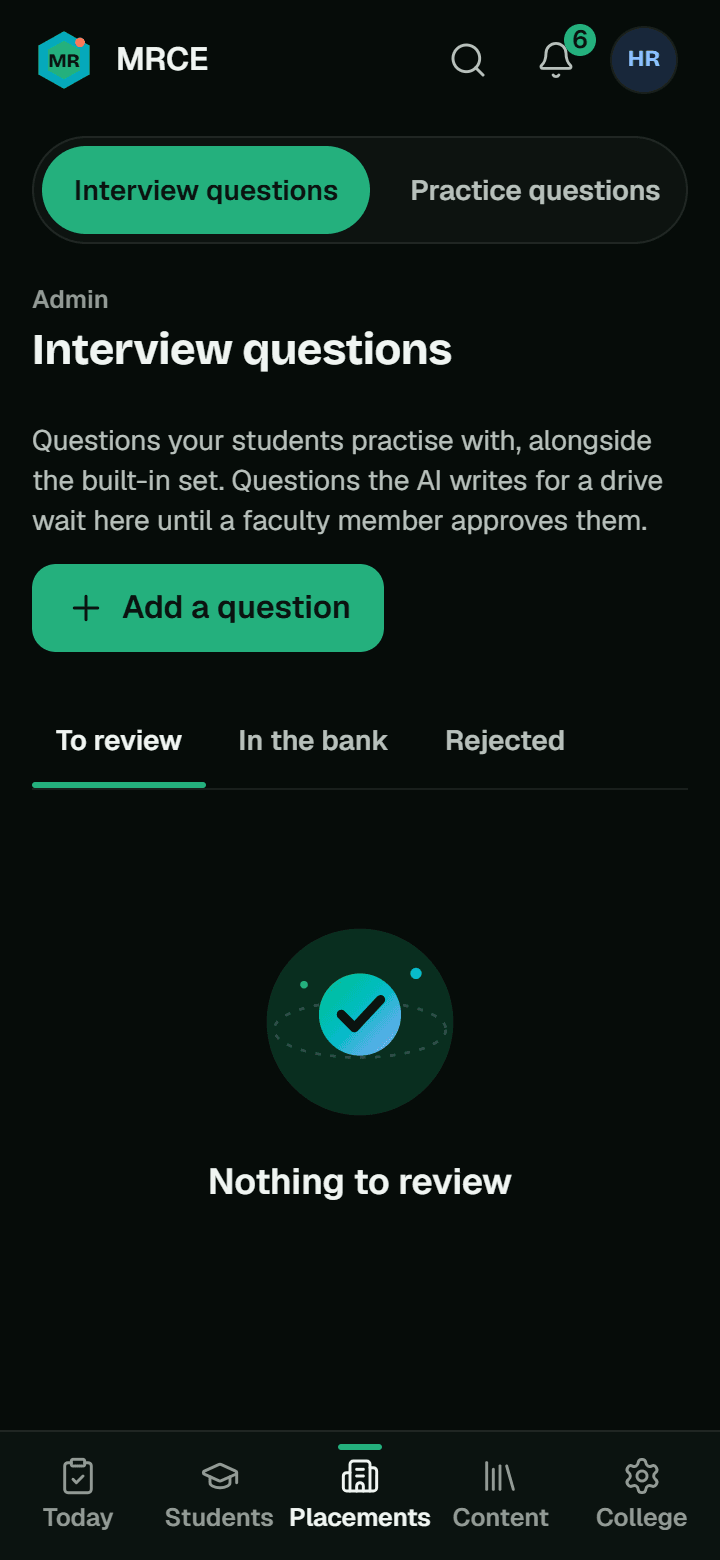 MR
MRCE
6
HR
Interview questions
Practice questions
Admin
Interview questions
Questions your students practise with, alongside
the built-in set. Questions the AI writes for a drive
wait here until a faculty member approves them.
Add a question
To review
In the bank
Rejected
Nothing to review
Today
Students
Placements
Content
College